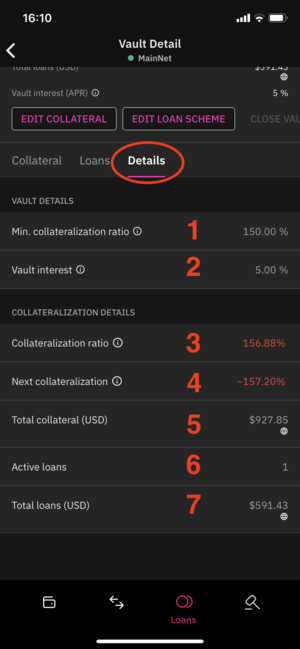 16:10
Vault Detail
MainNet
Total loans (USD) $591.43
Vault interest (APR) 5 %
EDIT COLLATERAL EDIT LOAN SCHEME CLOSE VAU
Collateral Loans Details
VAULT DETAILS
Min. collateralization ratio 1 150.00 %
Vault interest 2 5.00 %
COLLATERALIZATION DETAILS
Collateralization ratio 3 156.88%
Next collateralization 4 ~157.20%
Total collateral (USD) 5 $927.85
Active loans 6 1
Total loans (USD) 7 $591.43
Loans